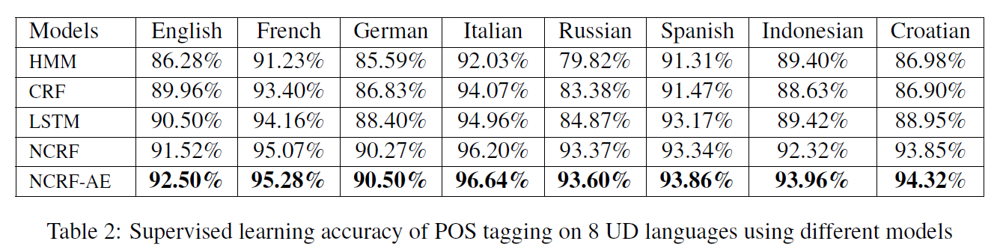 Models English French German Italian Russian Spanish Indonesian Croatian
HMM 86.28% 91.23% 85.59% 92.03% 79.82% 91.31% 89.40% 86.98%
CRF 89.96% 93.40% 86.83% 94.07% 83.38% 91.47% 88.63% 86.90%
LSTM 90.50% 94.16% 88.40% 94.96% 84.87% 93.17% 89.42% 88.95%
NCRF 91.52% 95.07% 90.27% 96.20% 93.37% 93.34% 92.32% 93.85%
NCRF-AE 92.50% 95.28% 90.50% 96.64% 93.60% 93.86% 93.96% 94.32%
Table 2: Supervised learning accuracy of POS tagging on 8 UD languages using different models